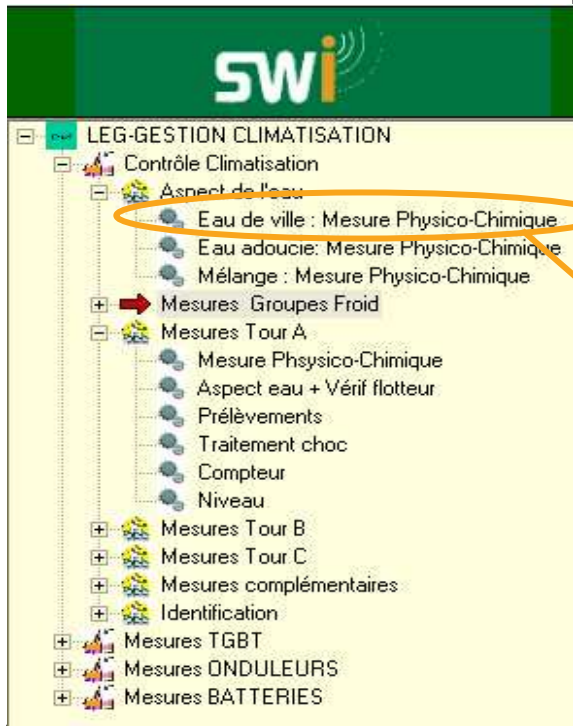 SWi
LEG-GESTION CLIMATISATION
Contrôle Climatisation
Aspect de l'eau
Eau de ville : Mesure Physico-Chimique
Eau adoucie: Mesure Physico-Chimique
Mélange : Mesure Physico-Chimique
Mesures Groupes Froid
Mesures Tour A
Mesure Phsysico-Chimique
Aspect eau + Vérif flotteur
Prélèvements
Traitement choc
Compteur
Niveau
Mesures Tour B
Mesures Tour C
Mesures complémentaires
Identification
Mesures TGBT
Mesures ONDULEURS
Mesures BATTERIES